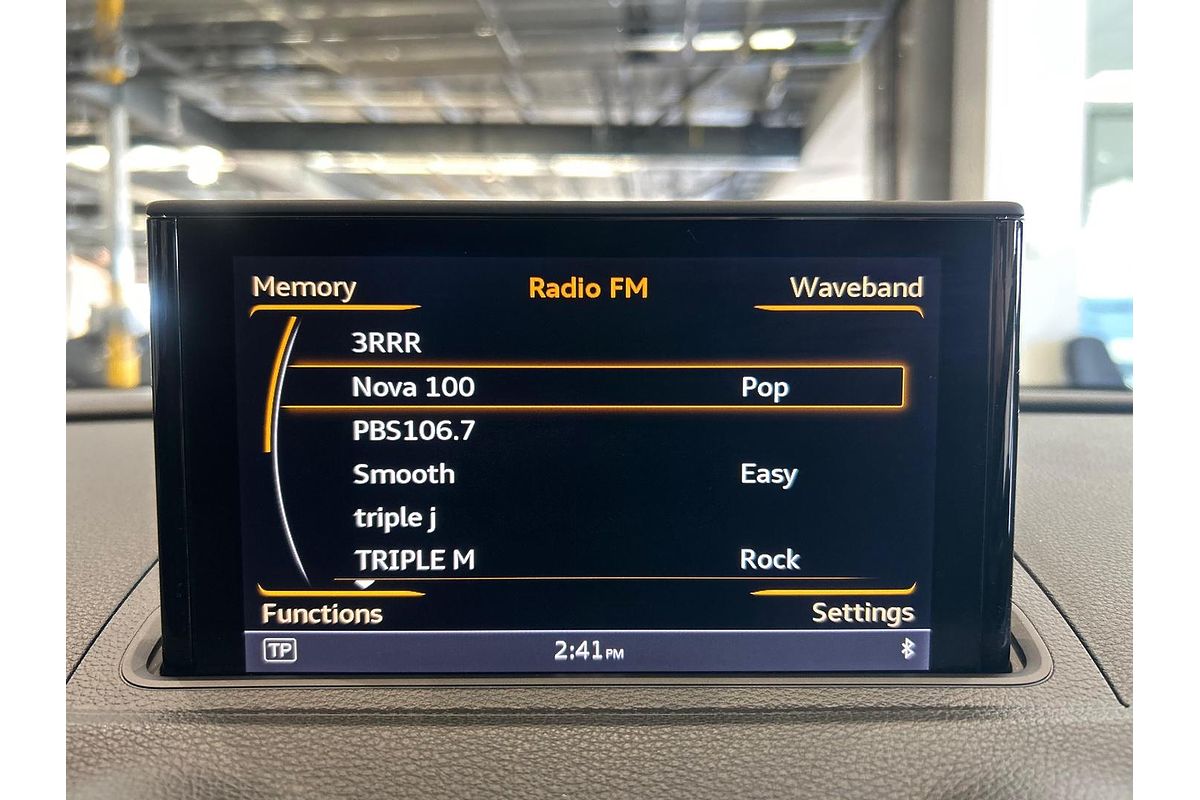 Memory Radio FM Waveband
3RRR
Nova 100 Pop
PBS106.7
Smooth Easy
triple j
TRIPLE M Rock
Functions Settings
TP 2:41PM